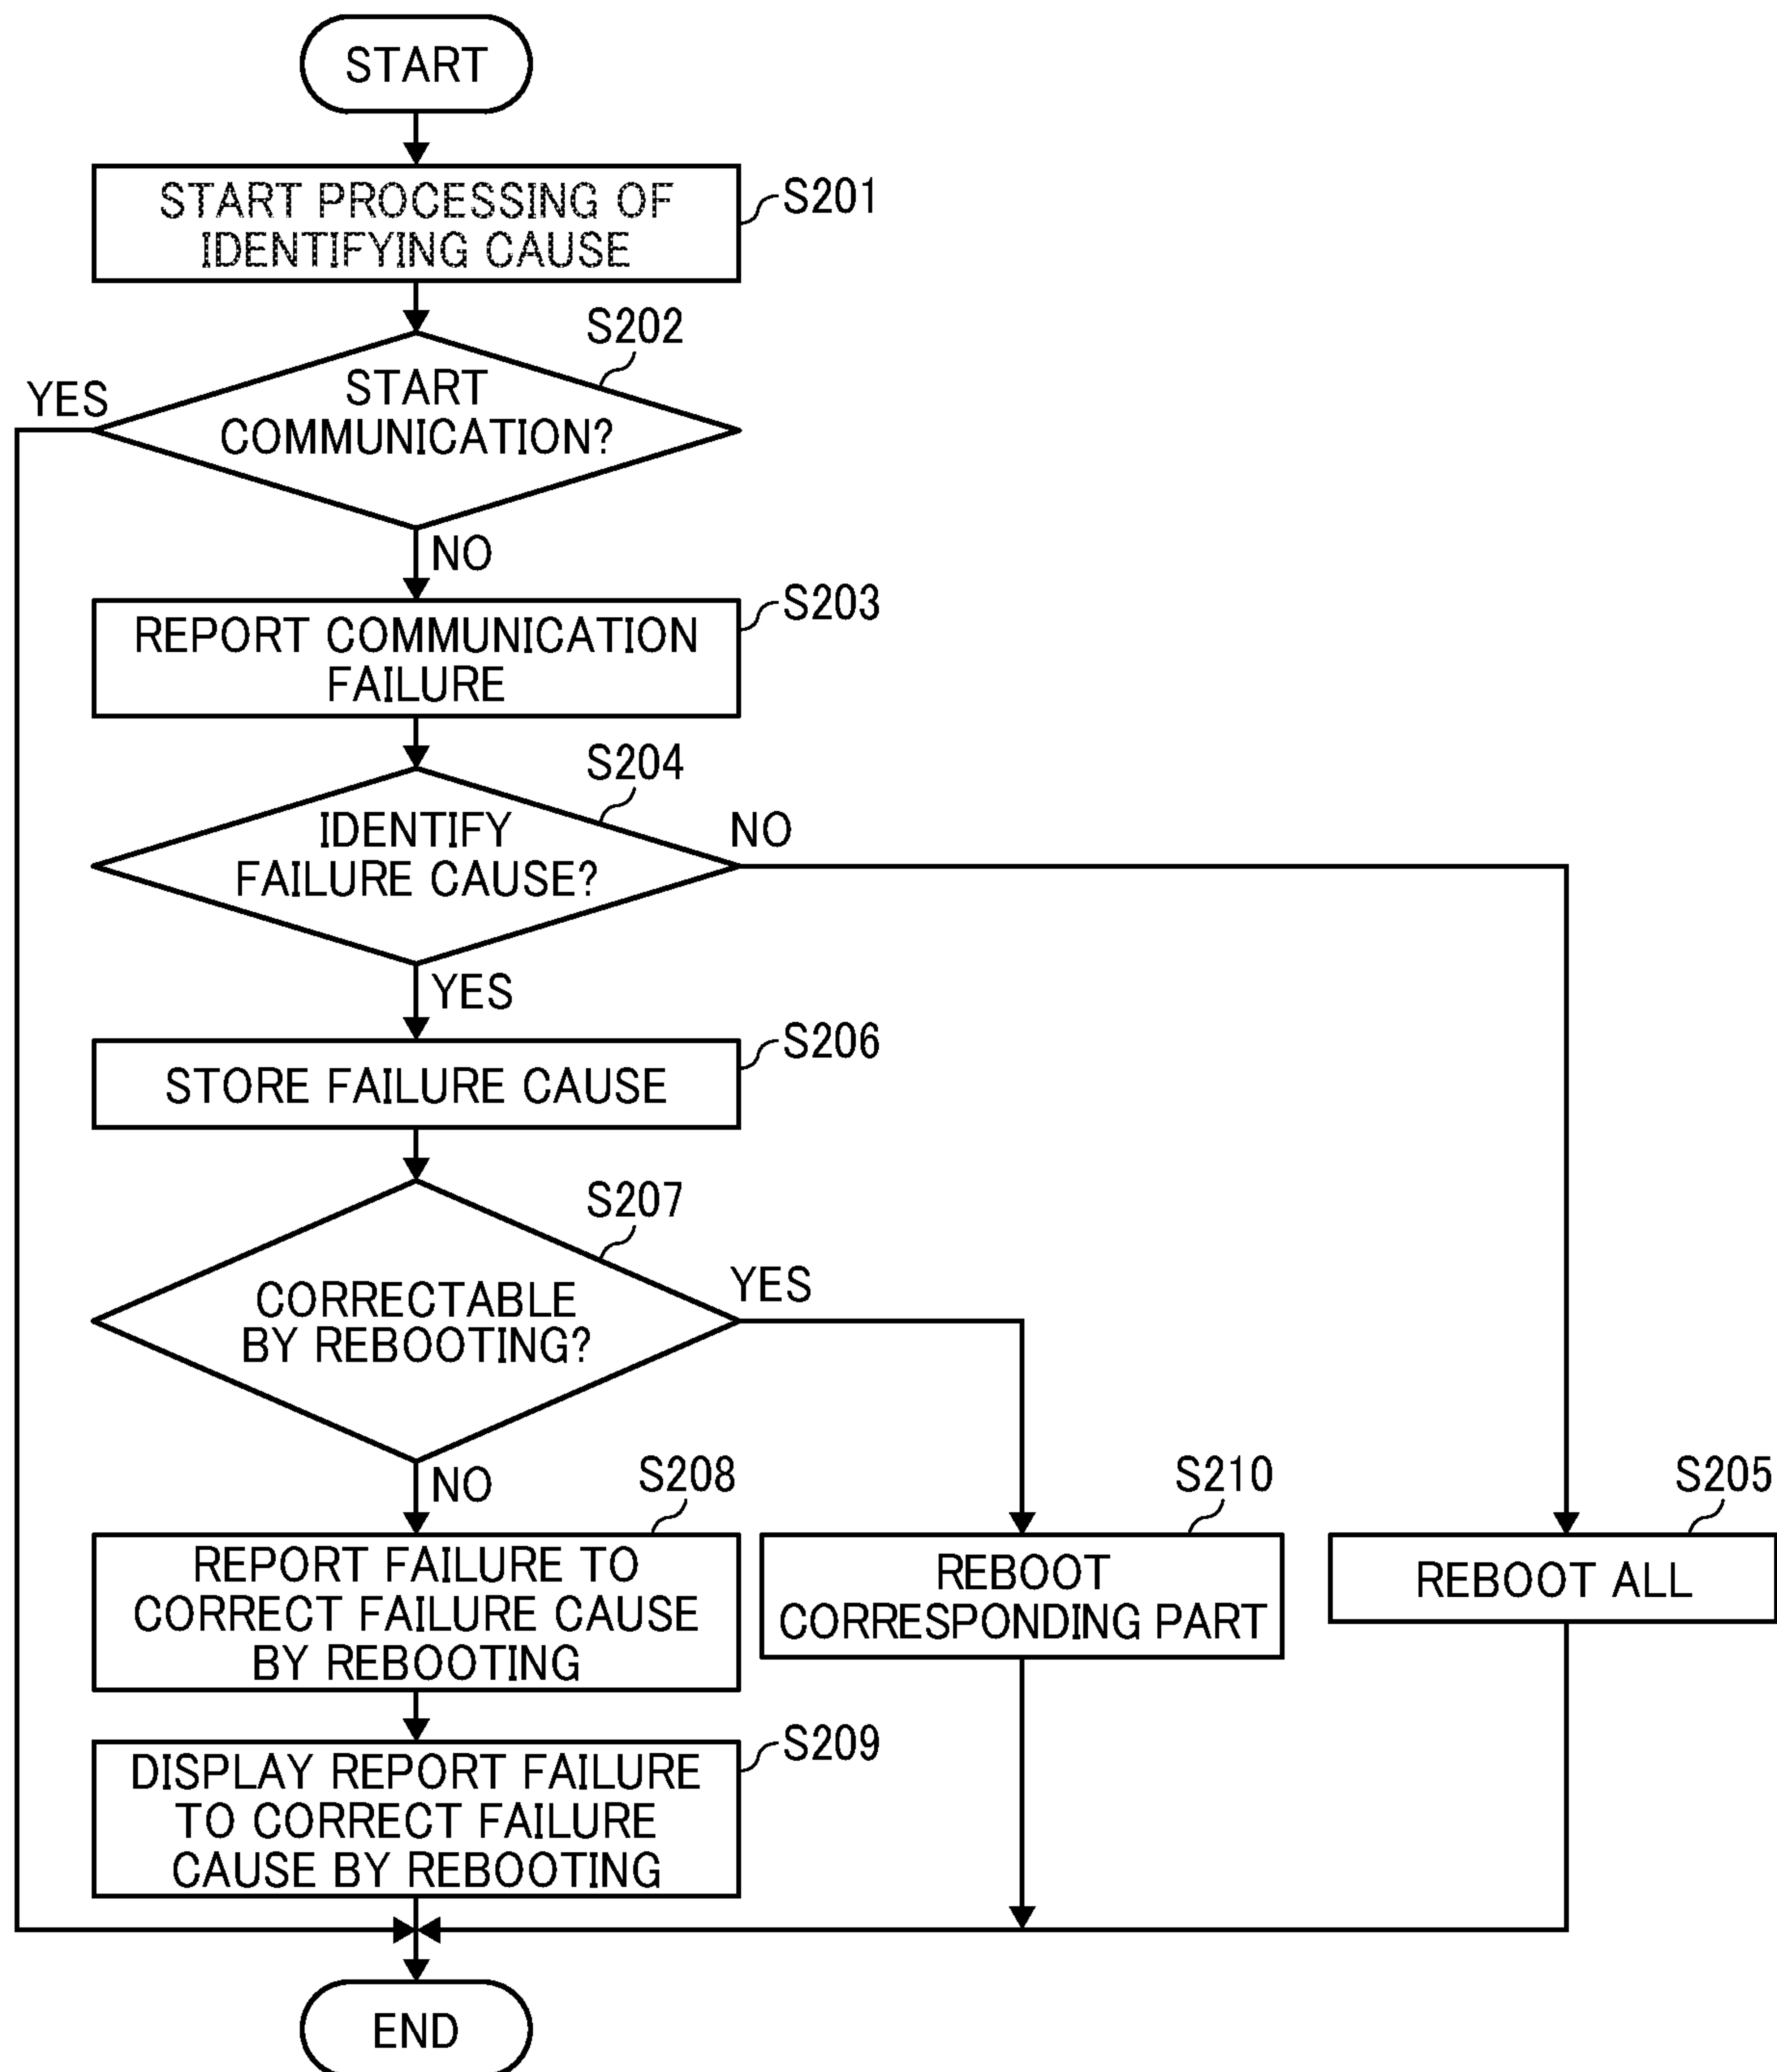 START
START PROCESSING OF
IDENTIFYING CAUSE
S201
S202
YES
START
COMMUNICATION?
NO
S203
REPORT COMMUNICATION
FAILURE
S204
IDENTIFY
FAILURE CAUSE?
NO
YES
S206
STORE FAILURE CAUSE
S207
CORRECTABLE
BY REBOOTING?
YES
NO
S208
REPORT FAILURE TO
CORRECT FAILURE CAUSE
BY REBOOTING
S210
REBOOT
CORRESPONDING PART
S205
REBOOT ALL
S209
DISPLAY REPORT FAILURE
TO CORRECT FAILURE
CAUSE BY REBOOTING
END